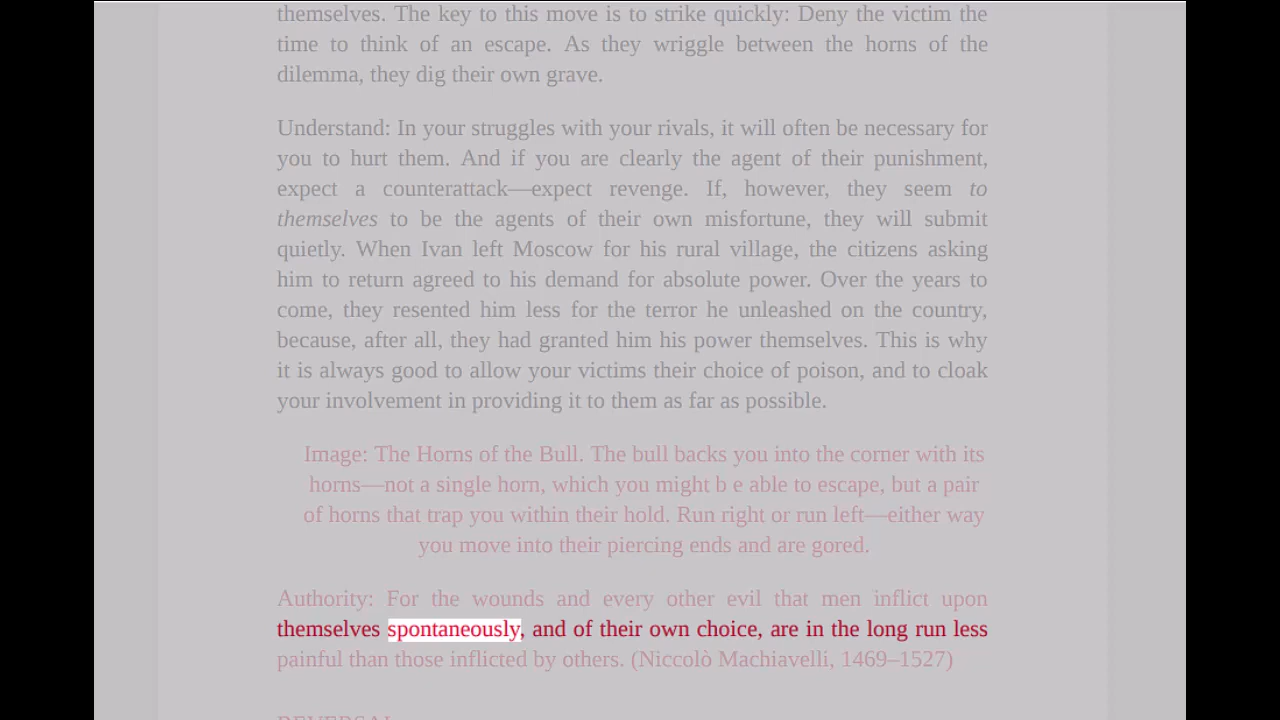 themselves. The key to this move is to strike quickly: Deny the victim the
time to think of an escape. As they wriggle between the horns of the
dilemma, they dig their own grave.
Understand: In your struggles with your rivals, it will often be necessary for
you to hurt them. And if you are clearly the agent of their punishment,
expect a counterattack—expect revenge. If, however, they seem to
themselves to be the agents of their own misfortune, they will submit
quietly. When Ivan left Moscow for his rural village, the citizens asking
him to return agreed to his demand for absolute power. Over the years to
come, they resented him less for the terror he unleashed on the country,
because, after all, they had granted him his power themselves. This is why
it is always good to allow your victims their choice of poison, and to cloak
your involvement in providing it to them as far as possible.
Image: The Horns of the Bull. The bull backs you into the corner with its
horns—not a single horn, which you might b e able to escape, but a pair
of horns that trap you within their hold. Run right or run left—either way
you move into their piercing ends and are gored.
Authority: For the wounds and every other evil that men inflict upon
themselves spontaneously, and of their own choice, are in the long run less
painful than those inflicted by others. (Niccolò Machiavelli, 1469–1527)
REVERSAL